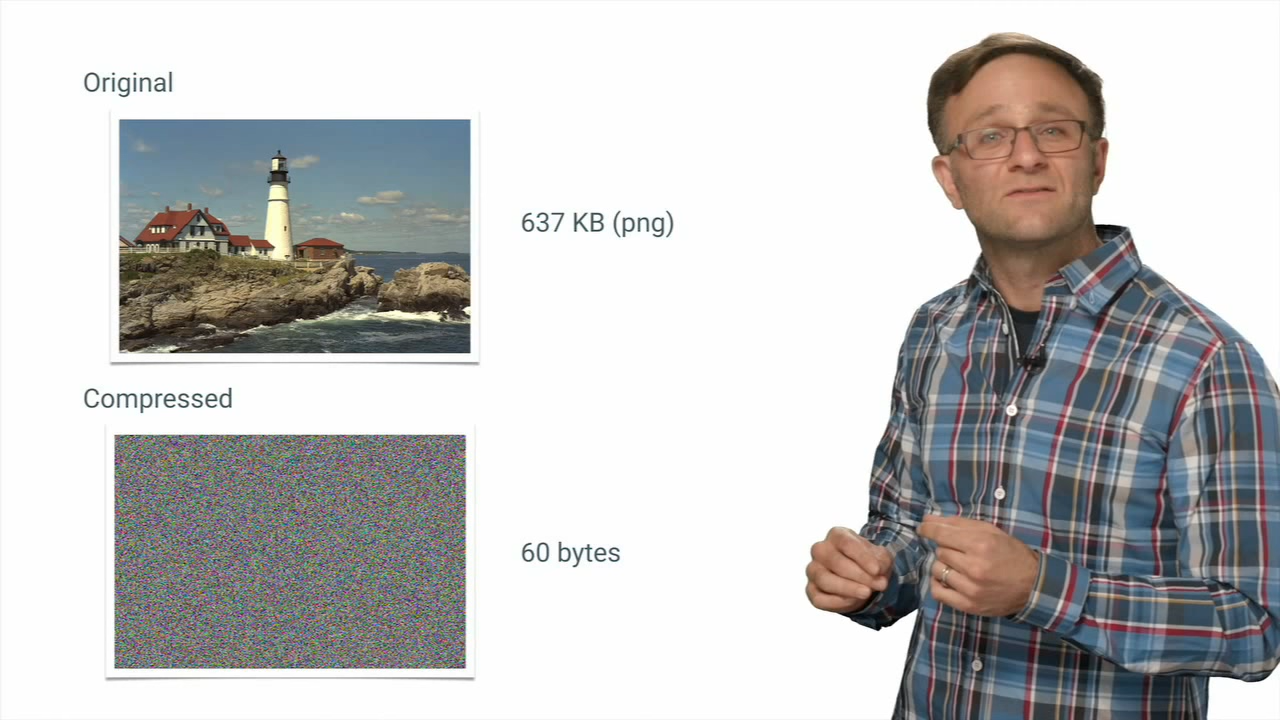 Original
637 KB (png)
Compressed
60 bytes